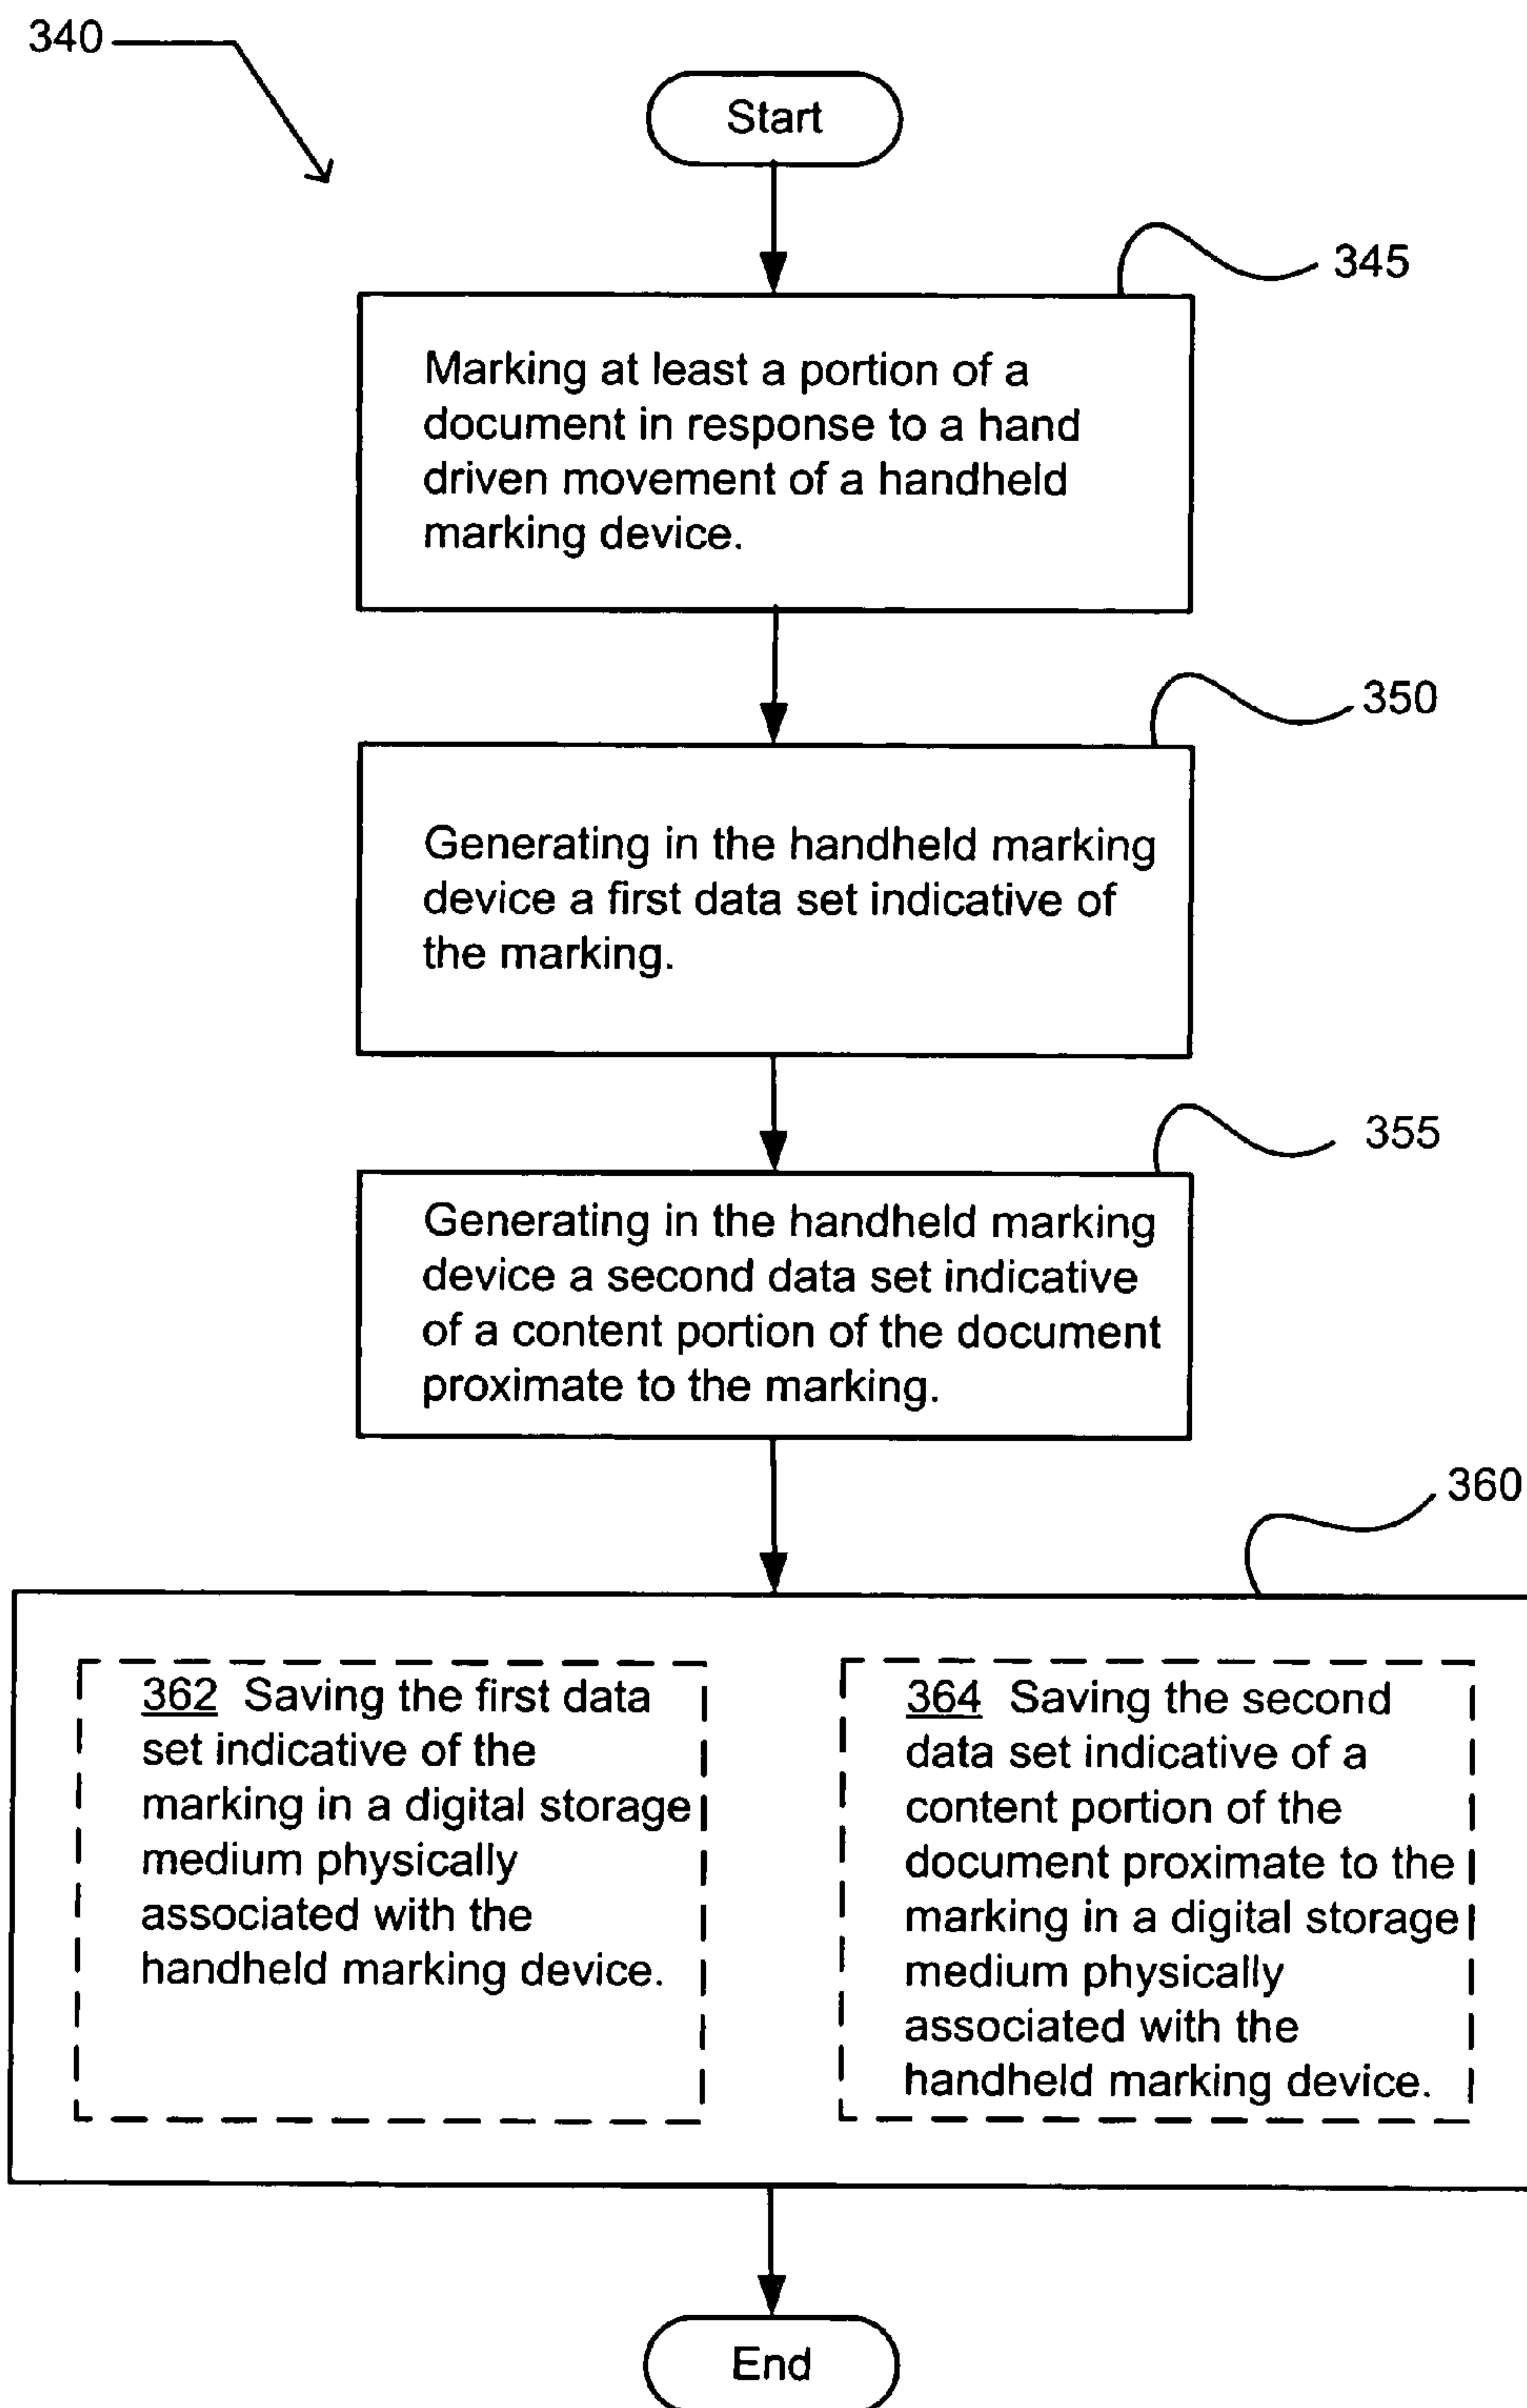 340
Start
345
Marking at least a portion of a
document in response to a hand
driven movement of a handheld
marking device.
350
Generating in the handheld marking
device a first data set indicative of
the marking.
355
Generating in the handheld marking
device a second data set indicative
of a content portion of the document
proximate to the marking.
360
362 Saving the first data
set indicative of the
marking in a digital storage
medium physically
associated with the
handheld marking device.
364 Saving the second
data set indicative of a
content portion of the
document proximate to the
marking in a digital storage
medium physically
associated with the
handheld marking device.
End